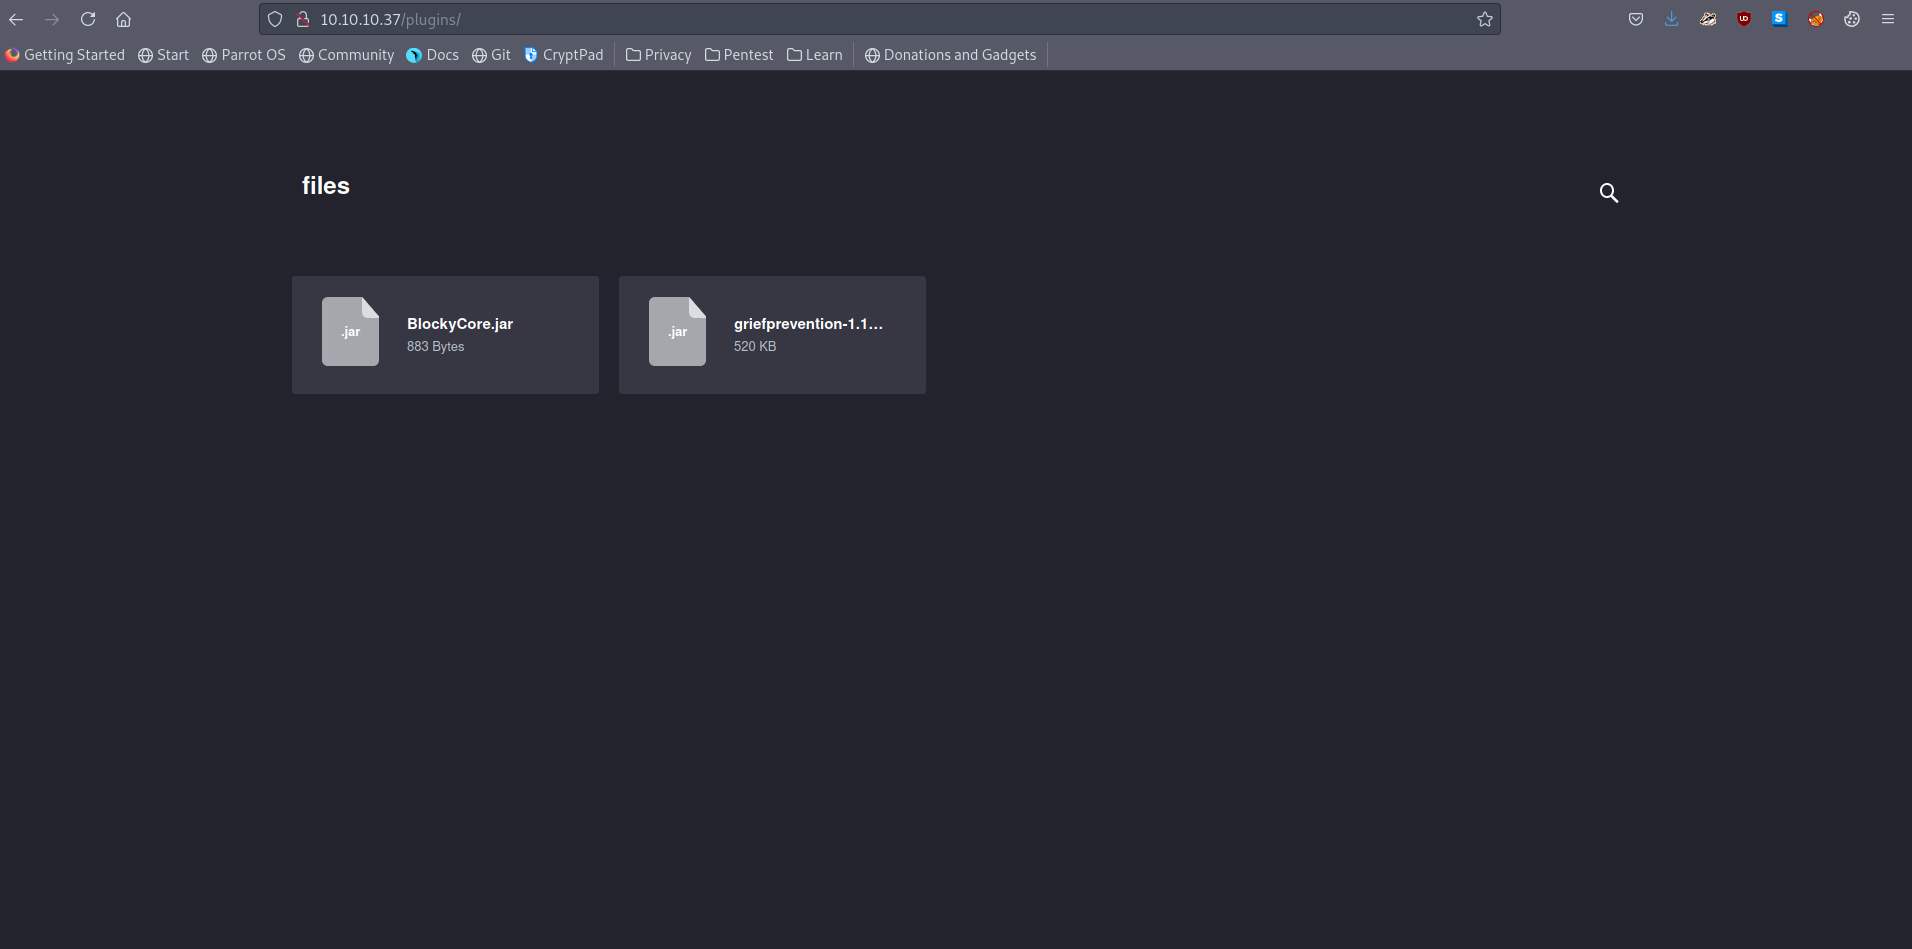 10.10.10.37/plugins/
Getting Started Start Parrot OS Community Docs Git CryptPad Privacy Pentest Learn Donations and Gadgets
files
.jar BlockyCore.jar
883 Bytes
.jar griefprevention-1.1...
520 KB